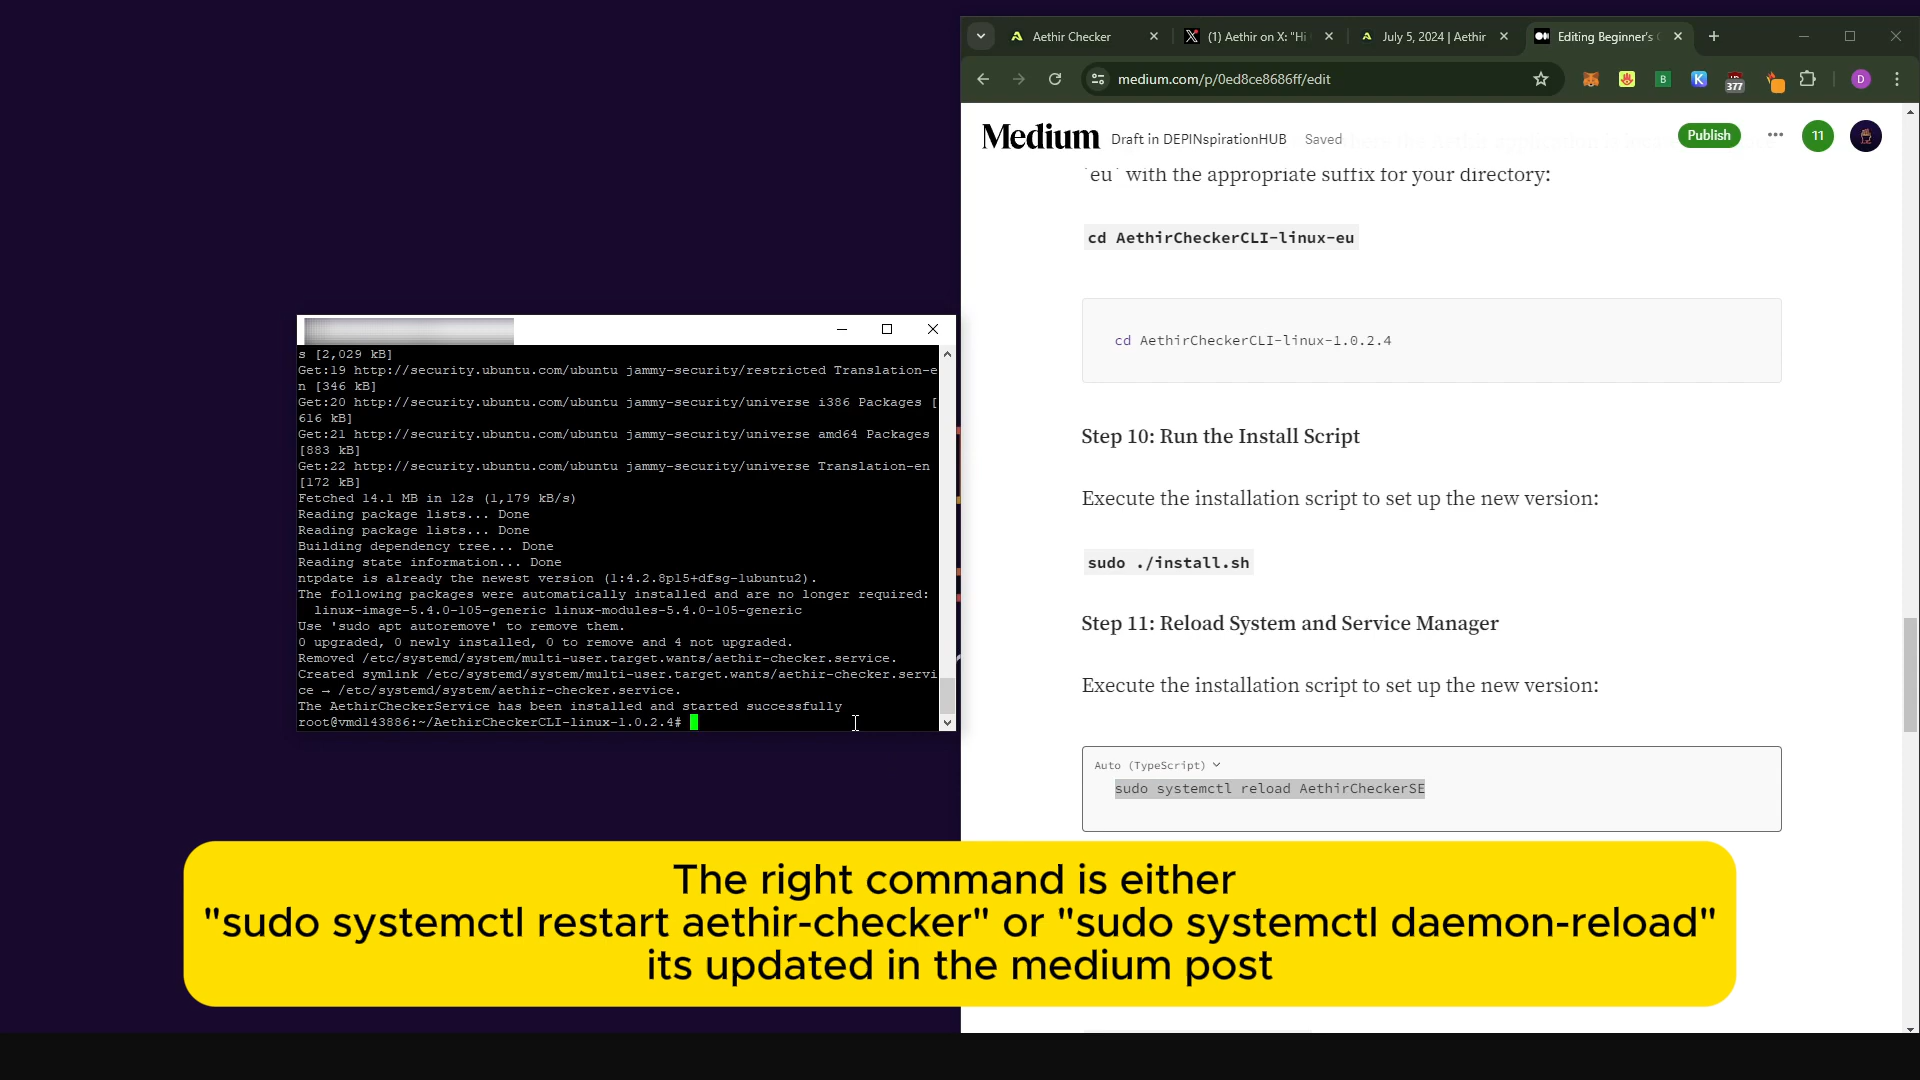 Aethir Checker
(1) Aethir on X: "Hi
July 5, 2024 | Aethir
Editing Beginner's
medium.com/p/0ed8ce8686ff/edit
B
K
377
D
Medium
Draft in DEPINspirationHUB
Saved
Publish
11
`eu` with the appropriate suffix for your directory:
cd AethirCheckerCLI-linux-eu
cd AethirCheckerCLI-linux-1.0.2.4
Step 10: Run the Install Script
Execute the installation script to set up the new version:
sudo ./install.sh
Step 11: Reload System and Service Manager
Execute the installation script to set up the new version:
Auto (TypeScript)
sudo systemctl reload AethirCheckerSE
s [2,029 kB]
Get:19 http://security.ubuntu.com/ubuntu jammy-security/restricted Translation-e
n [346 kB]
Get:20 http://security.ubuntu.com/ubuntu jammy-security/universe i386 Packages [
616 kB]
Get:21 http://security.ubuntu.com/ubuntu jammy-security/universe amd64 Packages
[883 kB]
Get:22 http://security.ubuntu.com/ubuntu jammy-security/universe Translation-en
[172 kB]
Fetched 14.1 MB in 12s (1,179 kB/s)
Reading package lists... Done
Reading package lists... Done
Building dependency tree... Done
Reading state information... Done
ntpdate is already the newest version (1:4.2.8p15+dfsg-1ubuntu2).
The following packages were automatically installed and are no longer required:
linux-image-5.4.0-105-generic linux-modules-5.4.0-105-generic
Use 'sudo apt autoremove' to remove them.
0 upgraded, 0 newly installed, 0 to remove and 4 not upgraded.
Removed /etc/systemd/system/multi-user.target.wants/aethir-checker.service.
Created symlink /etc/systemd/system/multi-user.target.wants/aethir-checker.servi
ce → /etc/systemd/system/aethir-checker.service.
The AethirCheckerService has been installed and started successfully
root@vmd143886:~/AethirCheckerCLI-linux-1.0.2.4#
The right command is either
"sudo systemctl restart aethir-checker" or "sudo systemctl daemon-reload"
its updated in the medium post